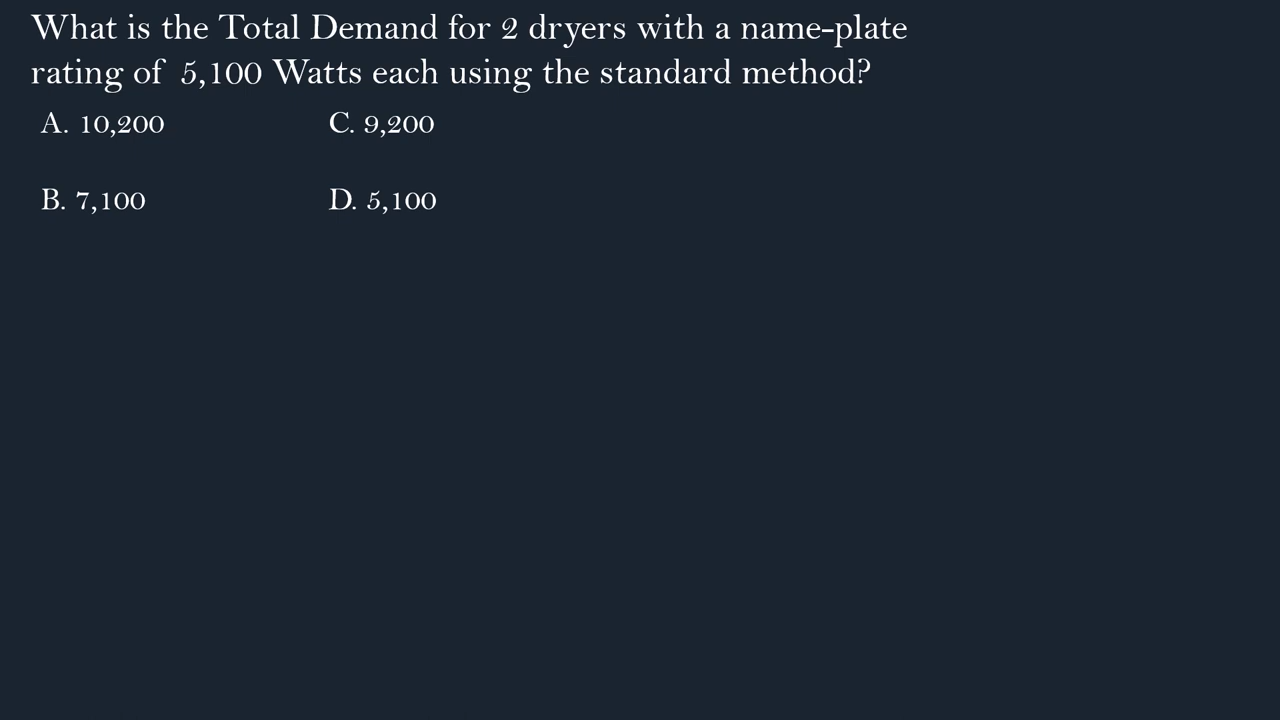 What is the Total Demand for 2 dryers with a name-plate
rating of 5,100 Watts each using the standard method?
A. 10,200 C. 9,200
B. 7,100 D. 5,100